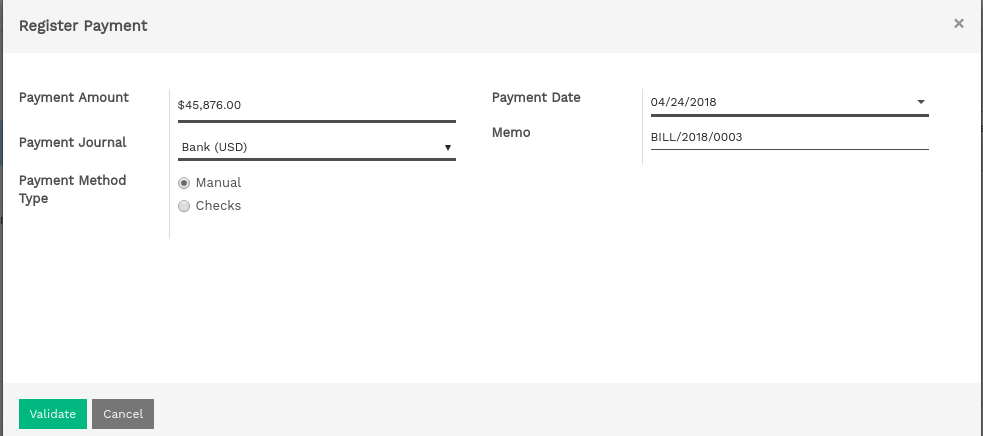 Register Payment
×
Payment Amount
$45,876.00
Payment Date
04/24/2018
Payment Journal
Bank (USD)
Memo
BILL/2018/0003
Payment Method
Type
Manual
Checks
Validate
Cancel